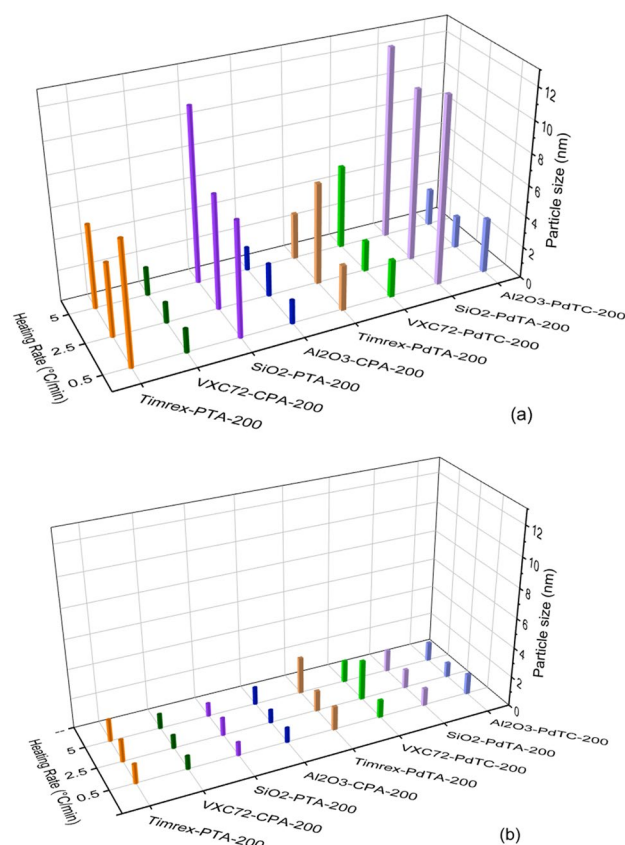 12
10
8
6
4
2
0
Particle size (nm)
5
2.5
0.5
Heating Rate (°C/min)
Timrex-PTA-200
VXC72-CPA-200
SiO2-PTA-200
Al2O3-CPA-200
Timrex-PdTA-200
VXC72-PdTC-200
SiO2-PdTA-200
Al2O3-PdTC-200
(a)
12
10
8
6
4
2
0
Particle size (nm)
--
5
2.5
0.5
Heating Rate (°C/min)
Timrex-PTA-200
VXC72-CPA-200
SiO2-PTA-200
Al2O3-CPA-200
Timrex-PdTA-200
VXC72-PdTC-200
SiO2-PdTA-200
Al2O3-PdTC-200
(b)